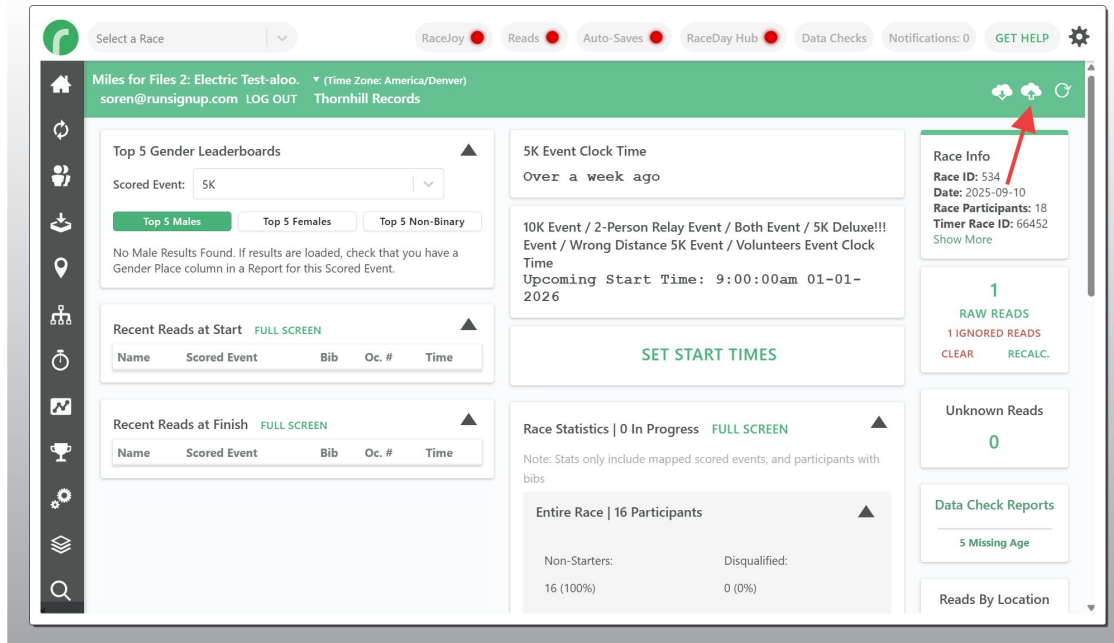 Select a Race
RaceJoy
Reads
Auto-Saves
RaceDay Hub
Data Checks
Notifications: 0
GET HELP
Miles for Files 2: Electric Test-aloo. (Time Zone: America/Denver)
soren@runsignup.com LOG OUT Thornhill Records
Top 5 Gender Leaderboards
Scored Event: 5K
Top 5 Males
Top 5 Females
Top 5 Non-Binary
No Male Results Found. If results are loaded, check that you have a
Gender Place column in a Report for this Scored Event.
Recent Reads at Start FULL SCREEN
Name Scored Event Bib Oc. # Time
Recent Reads at Finish FULL SCREEN
Name Scored Event Bib Oc. # Time
5K Event Clock Time
Over a week ago
10K Event / 2-Person Relay Event / Both Event / 5K Deluxe!!!
Event / Wrong Distance 5K Event / Volunteers Event Clock
Time
Upcoming Start Time: 9:00:00am 01-01-
2026
SET START TIMES
Race Statistics | 0 In Progress FULL SCREEN
Note: Stats only include mapped scored events, and participants with
bibs
Entire Race | 16 Participants
Non-Starters: Disqualified:
16 (100%) 0 (0%)
Race Info
Race ID: 534
Date: 2025-09-10
Race Participants: 18
Timer Race ID: 66452
Show More
1
RAW READS
1 IGNORED READS
CLEAR RECALC.
Unknown Reads
0
Data Check Reports
5 Missing Age
Reads By Location